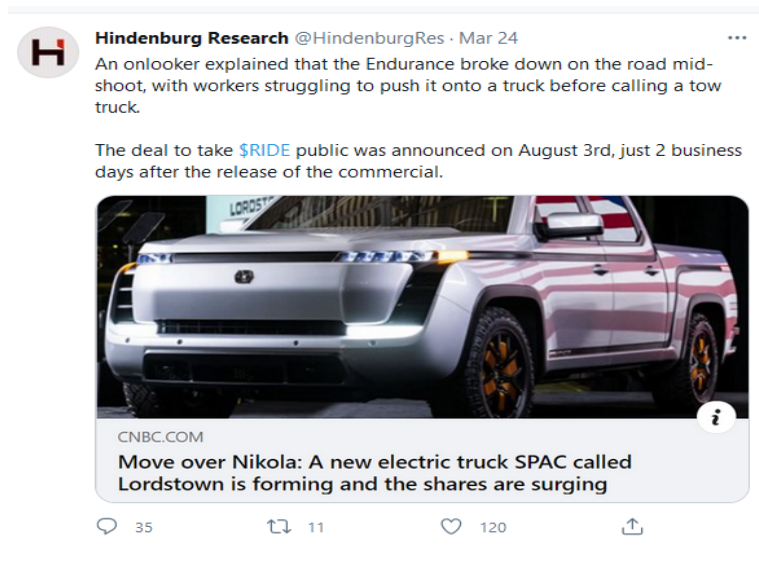 Hindenburg Research @HindenburgRes · Mar 24
An onlooker explained that the Endurance broke down on the road mid-
shoot, with workers struggling to push it onto a truck before calling a tow
truck.
The deal to take $RIDE public was announced on August 3rd, just 2 business
days after the release of the commercial.
LORDST
CNBC.COM
Move over Nikola: A new electric truck SPAC called
Lordstown is forming and the shares are surging
35 11 120